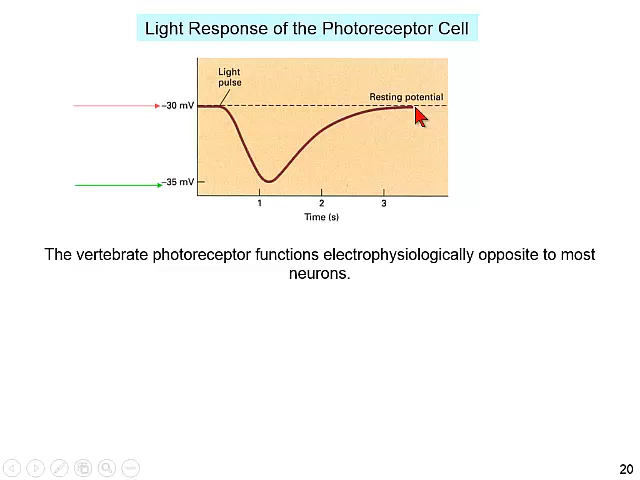 Light Response of the Photoreceptor Cell
Light
pulse
Resting potential
–30 mV
–35 mV
1 2 3
Time (s)
The vertebrate photoreceptor functions electrophysiologically opposite to most
neurons.
20